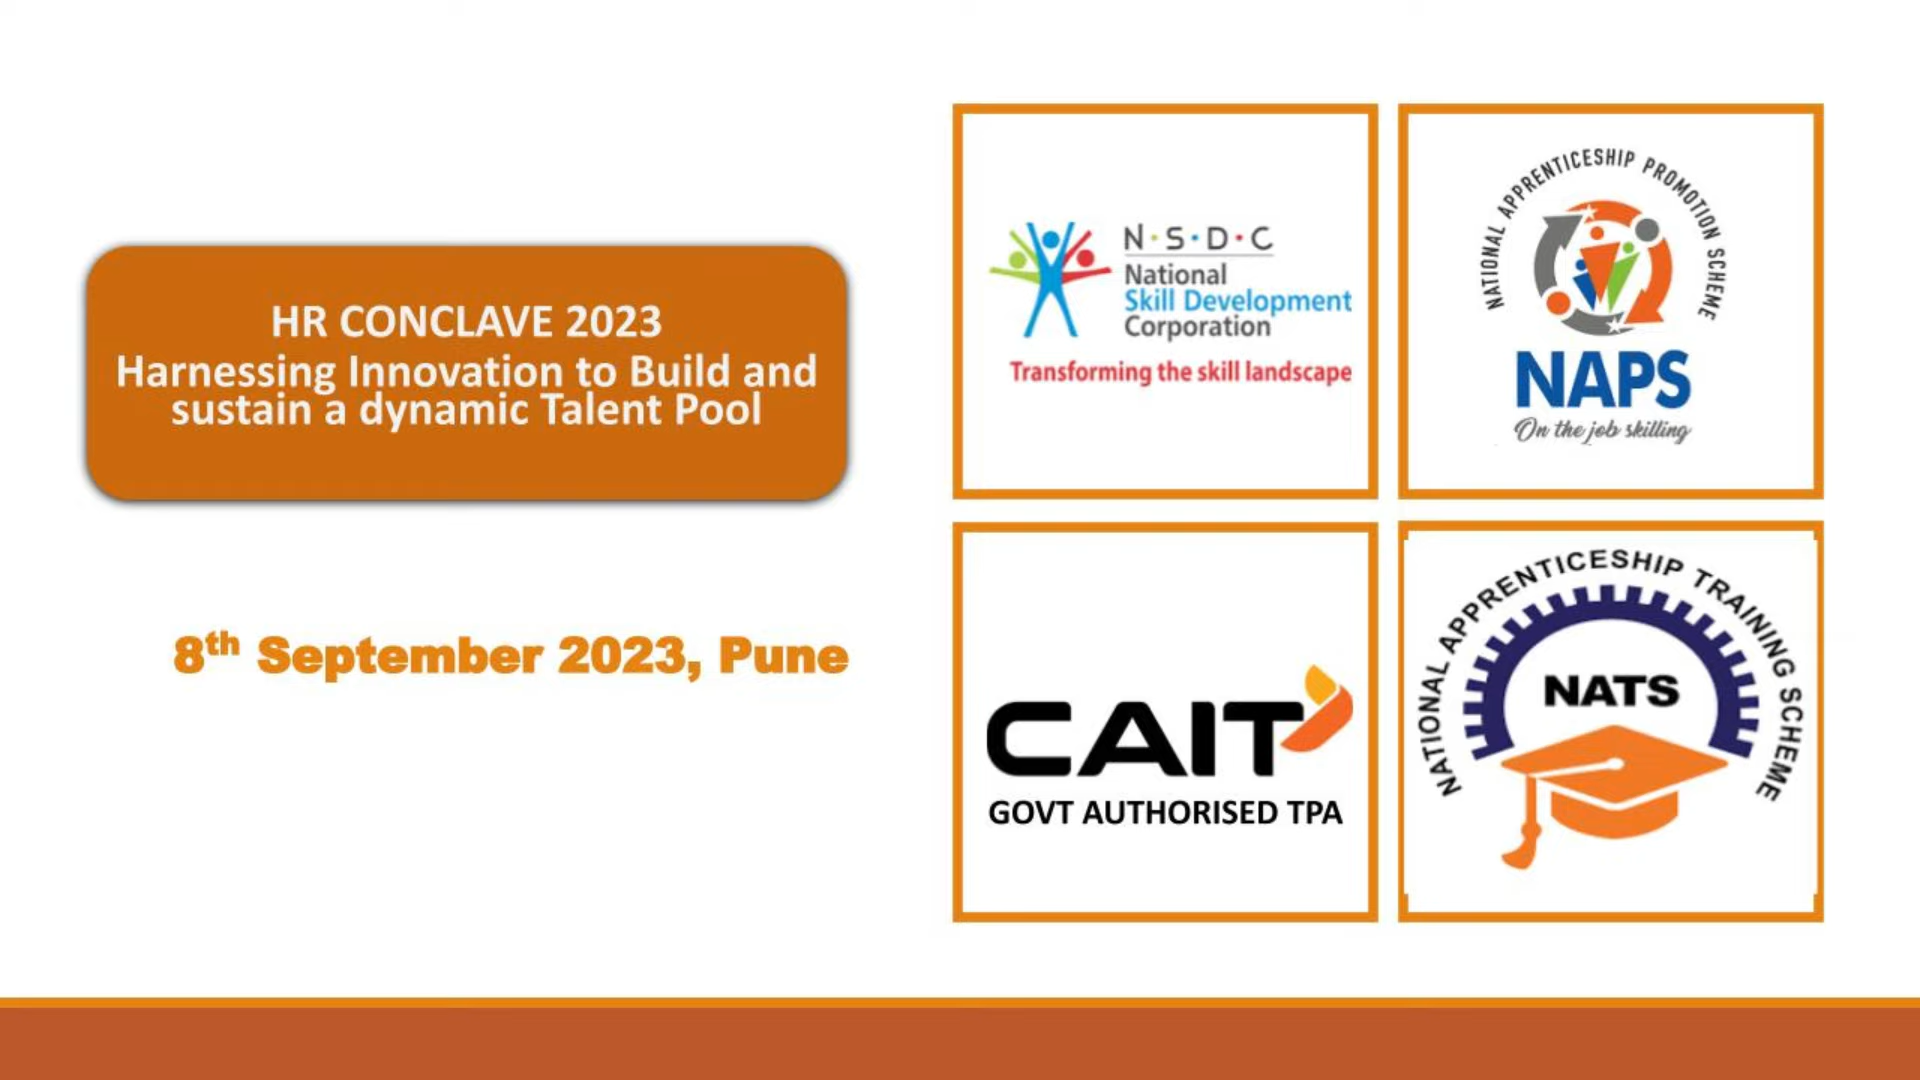 HR CONCLAVE 2023
Harnessing Innovation to Build and
sustain a dynamic Talent Pool
8th September 2023, Pune
N·S·D·C
National
Skill Development
Corporation
Transforming the skill landscape
NATIONAL APPRENTICESHIP PROMOTION SCHEME
NAPS
On the job skilling
CAIT
GOVT AUTHORISED TPA
NATIONAL APPRENTICESHIP TRAINING SCHEME
NATS